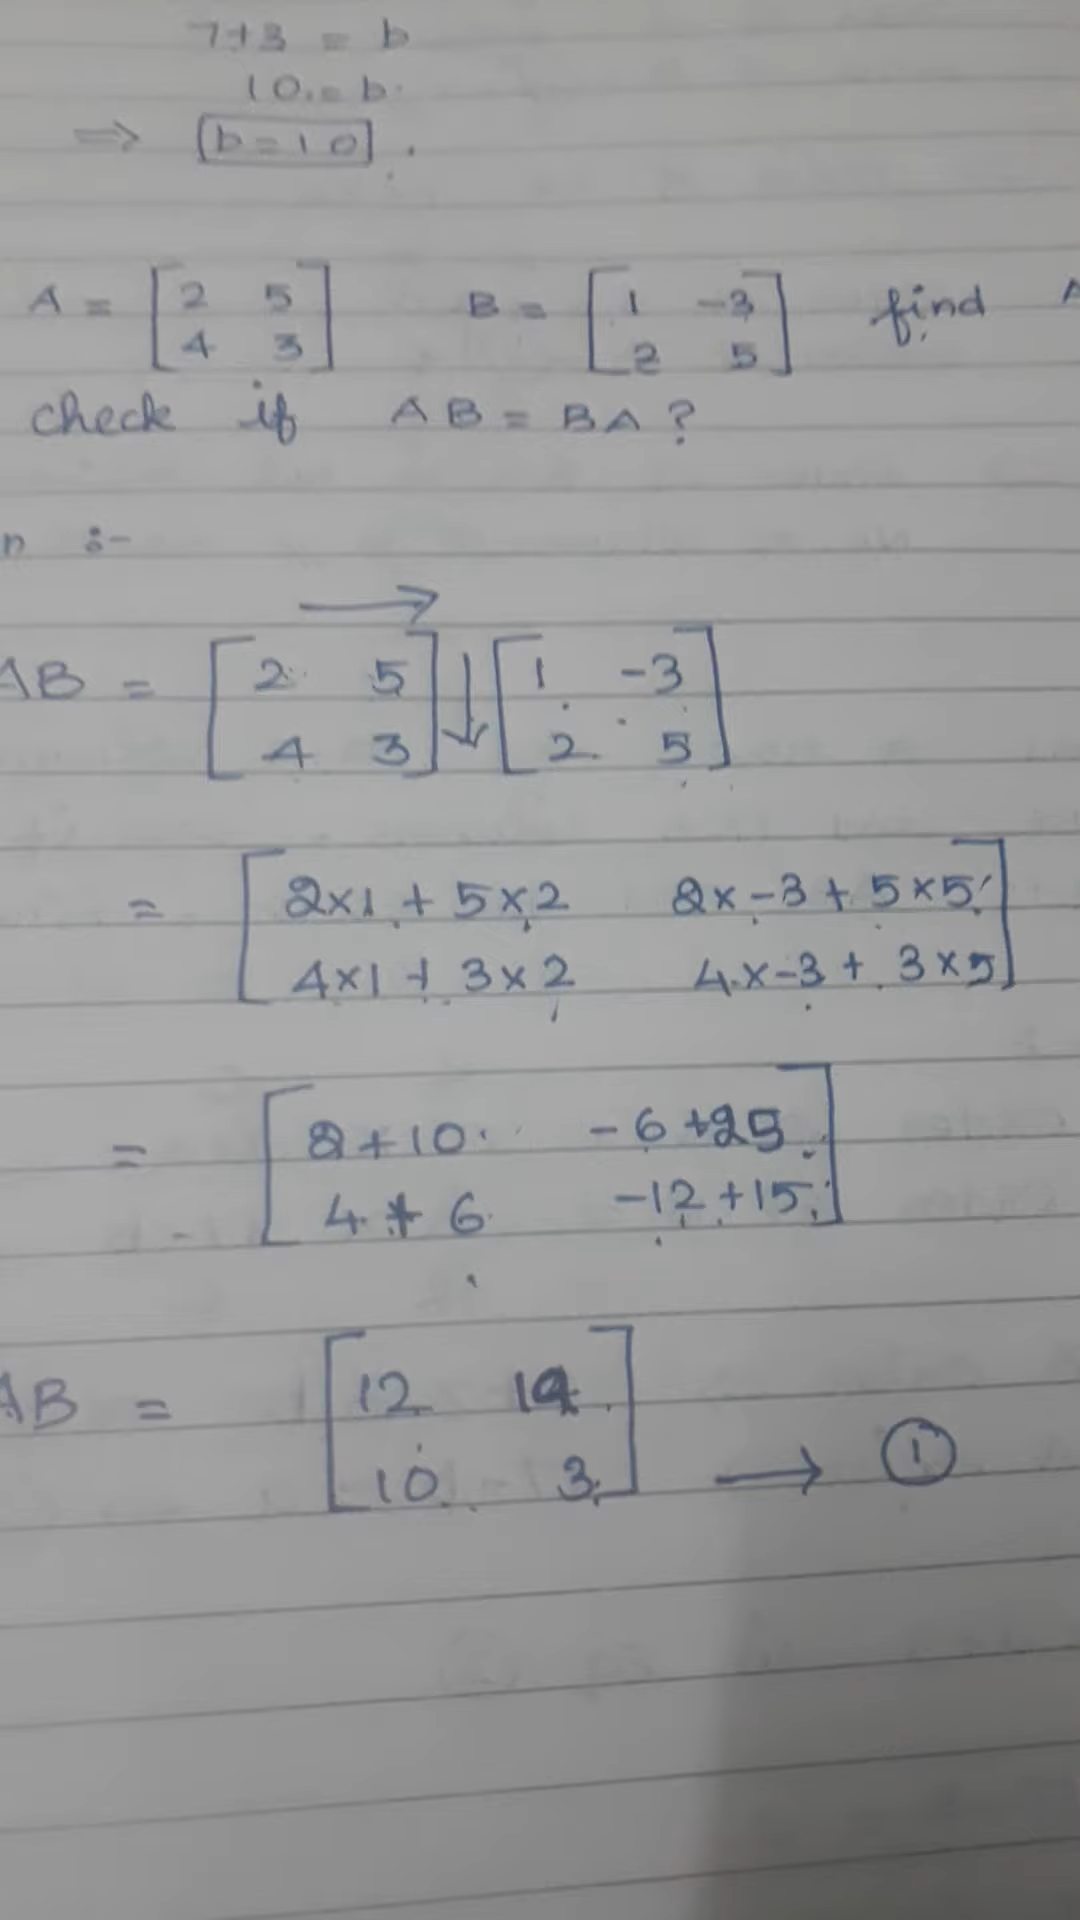 7+3 = b
10 = b
⇒ [b = 10].
A = [2 5 B = [1 -3 find
4 3] 2 5]
check if AB = BA?
n :-
→
AB = [2 5 ↓ [1 -3
4 3] 2 5]
= [2×1 + 5×2 2×-3 + 5×5
4×1 + 3×2 4×-3 + 3×5]
= [2+10 -6+25
4+6 -12+15]
AB = [12 19
10 3] → ①